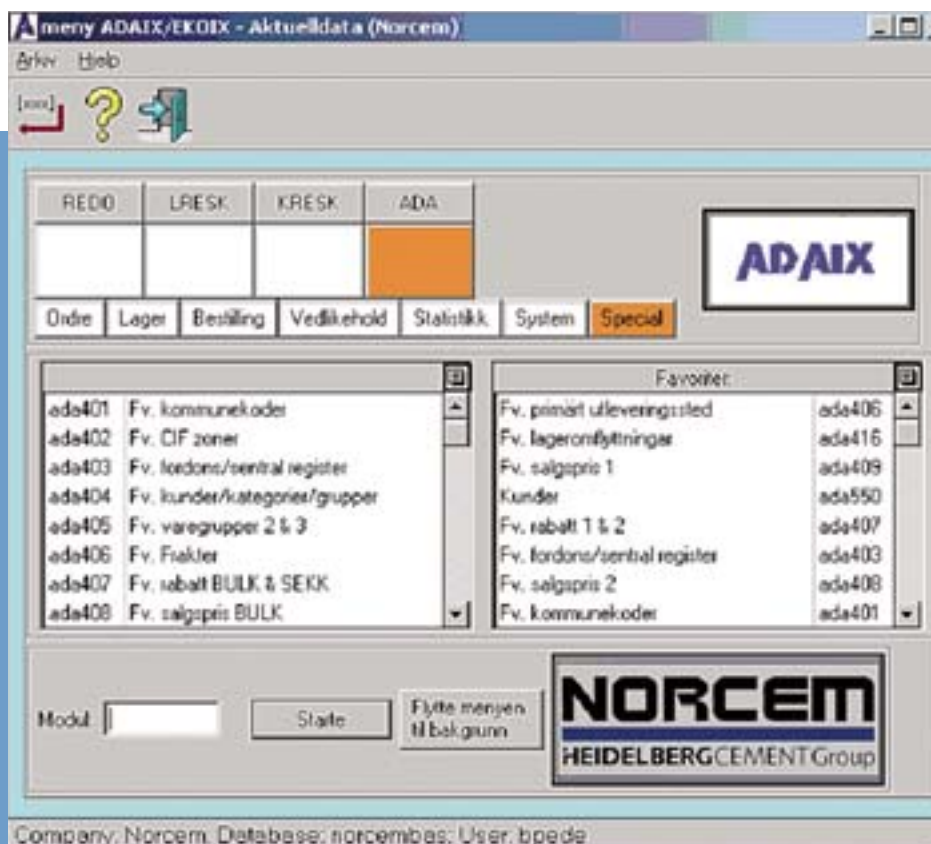 meny ADAIX/EKOIX - Aktuelldata (Norcem)
Arkiv Hjelp
[xxx]
REDO LRESK KRESK ADA
ADAIX
Ordre Lager Bestilling Vedlikehold Statistikk System Special
ada401 Fv. kommunekoder
ada402 Fv. CIF zoner
ada403 Fv. fordons/sentral register
ada404 Fv. kunder/kategorier/grupper
ada405 Fv. varegrupper 2 & 3
ada406 Fv. Frakter
ada407 Fv. rabatt BULK & SEKK
ada408 Fv. salgspris BULK
Favoriter:
Fv. primärt utleveringssted ada406
Fv. lageromflyttningar ada416
Fv. salgspris 1 ada409
Kunder ada550
Fv. rabatt 1 & 2 ada407
Fv. fordons/sentral register ada403
Fv. salgspris 2 ada408
Fv. kommunekoder ada401
Modul:
Starte
Flytte menyen
til bakgrunn
NORCEM
HEIDELBERGCEMENT Group
Company: Norcem, Database: norcembas; User: bpede